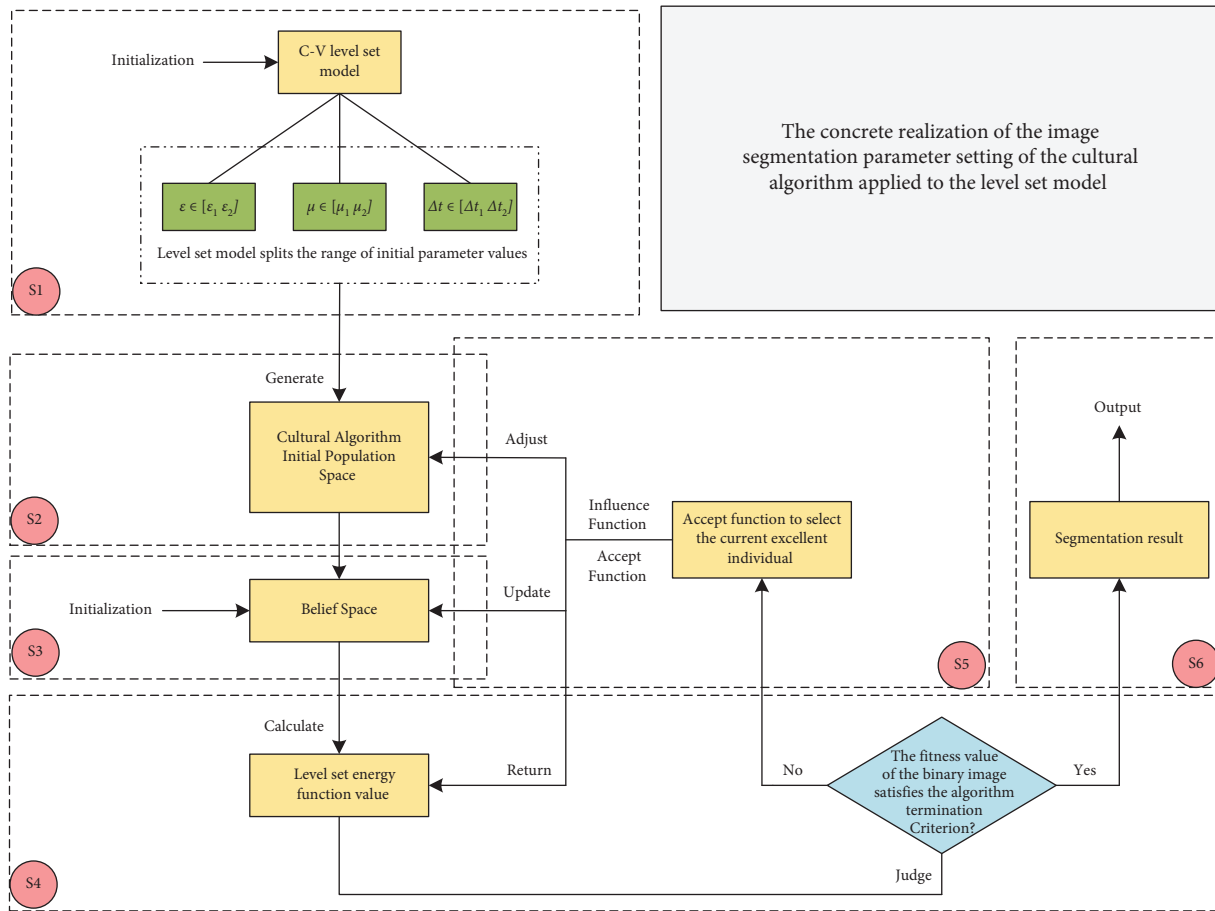 Initialization
C-V level set
model
ε ∈ [ε₁ ε₂]
μ ∈ [μ₁ μ₂]
Δt ∈ [Δt₁ Δt₂]
Level set model splits the range of initial parameter values
S1
The concrete realization of the image
segmentation parameter setting of the cultural
algorithm applied to the level set model
Generate
Cultural Algorithm
Initial Population
Space
S2
Adjust
Influence
Function
Accept
Function
Accept function to select
the current excellent
individual
Output
Segmentation result
Initialization
Belief Space
Update
S3
S5
S6
Calculate
Level set energy
function value
Return
No
The fitness value
of the binary image
satisfies the algorithm
termination
Criterion?
Yes
Judge
S4